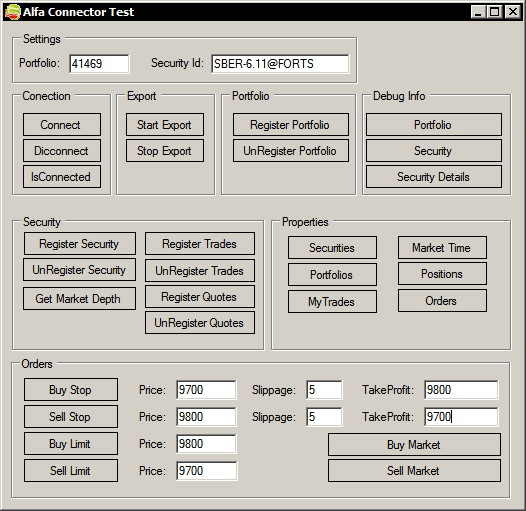 Alfa Connector Test
Settings
Portfolio: 41469 Security Id: SBER-6.11@FORTS
Conection Export Portfolio Debug Info
Connect Start Export Register Portfolio Portfolio
Dicconnect Stop Export UnRegister Portfolio Security
IsConnected Security Details
Security Properties
Register Security Register Trades Securities Market Time
UnRegister Security UnRegister Trades Portfolios Positions
Get Market Depth Register Quotes MyTrades Orders
UnRegister Quotes
Orders
Buy Stop Price: 9700 Slippage: 5 TakeProfit: 9800
Sell Stop Price: 9800 Slippage: 5 TakeProfit: 9700
Buy Limit Price: 9800 Buy Market
Sell Limit Price: 9700 Sell Market